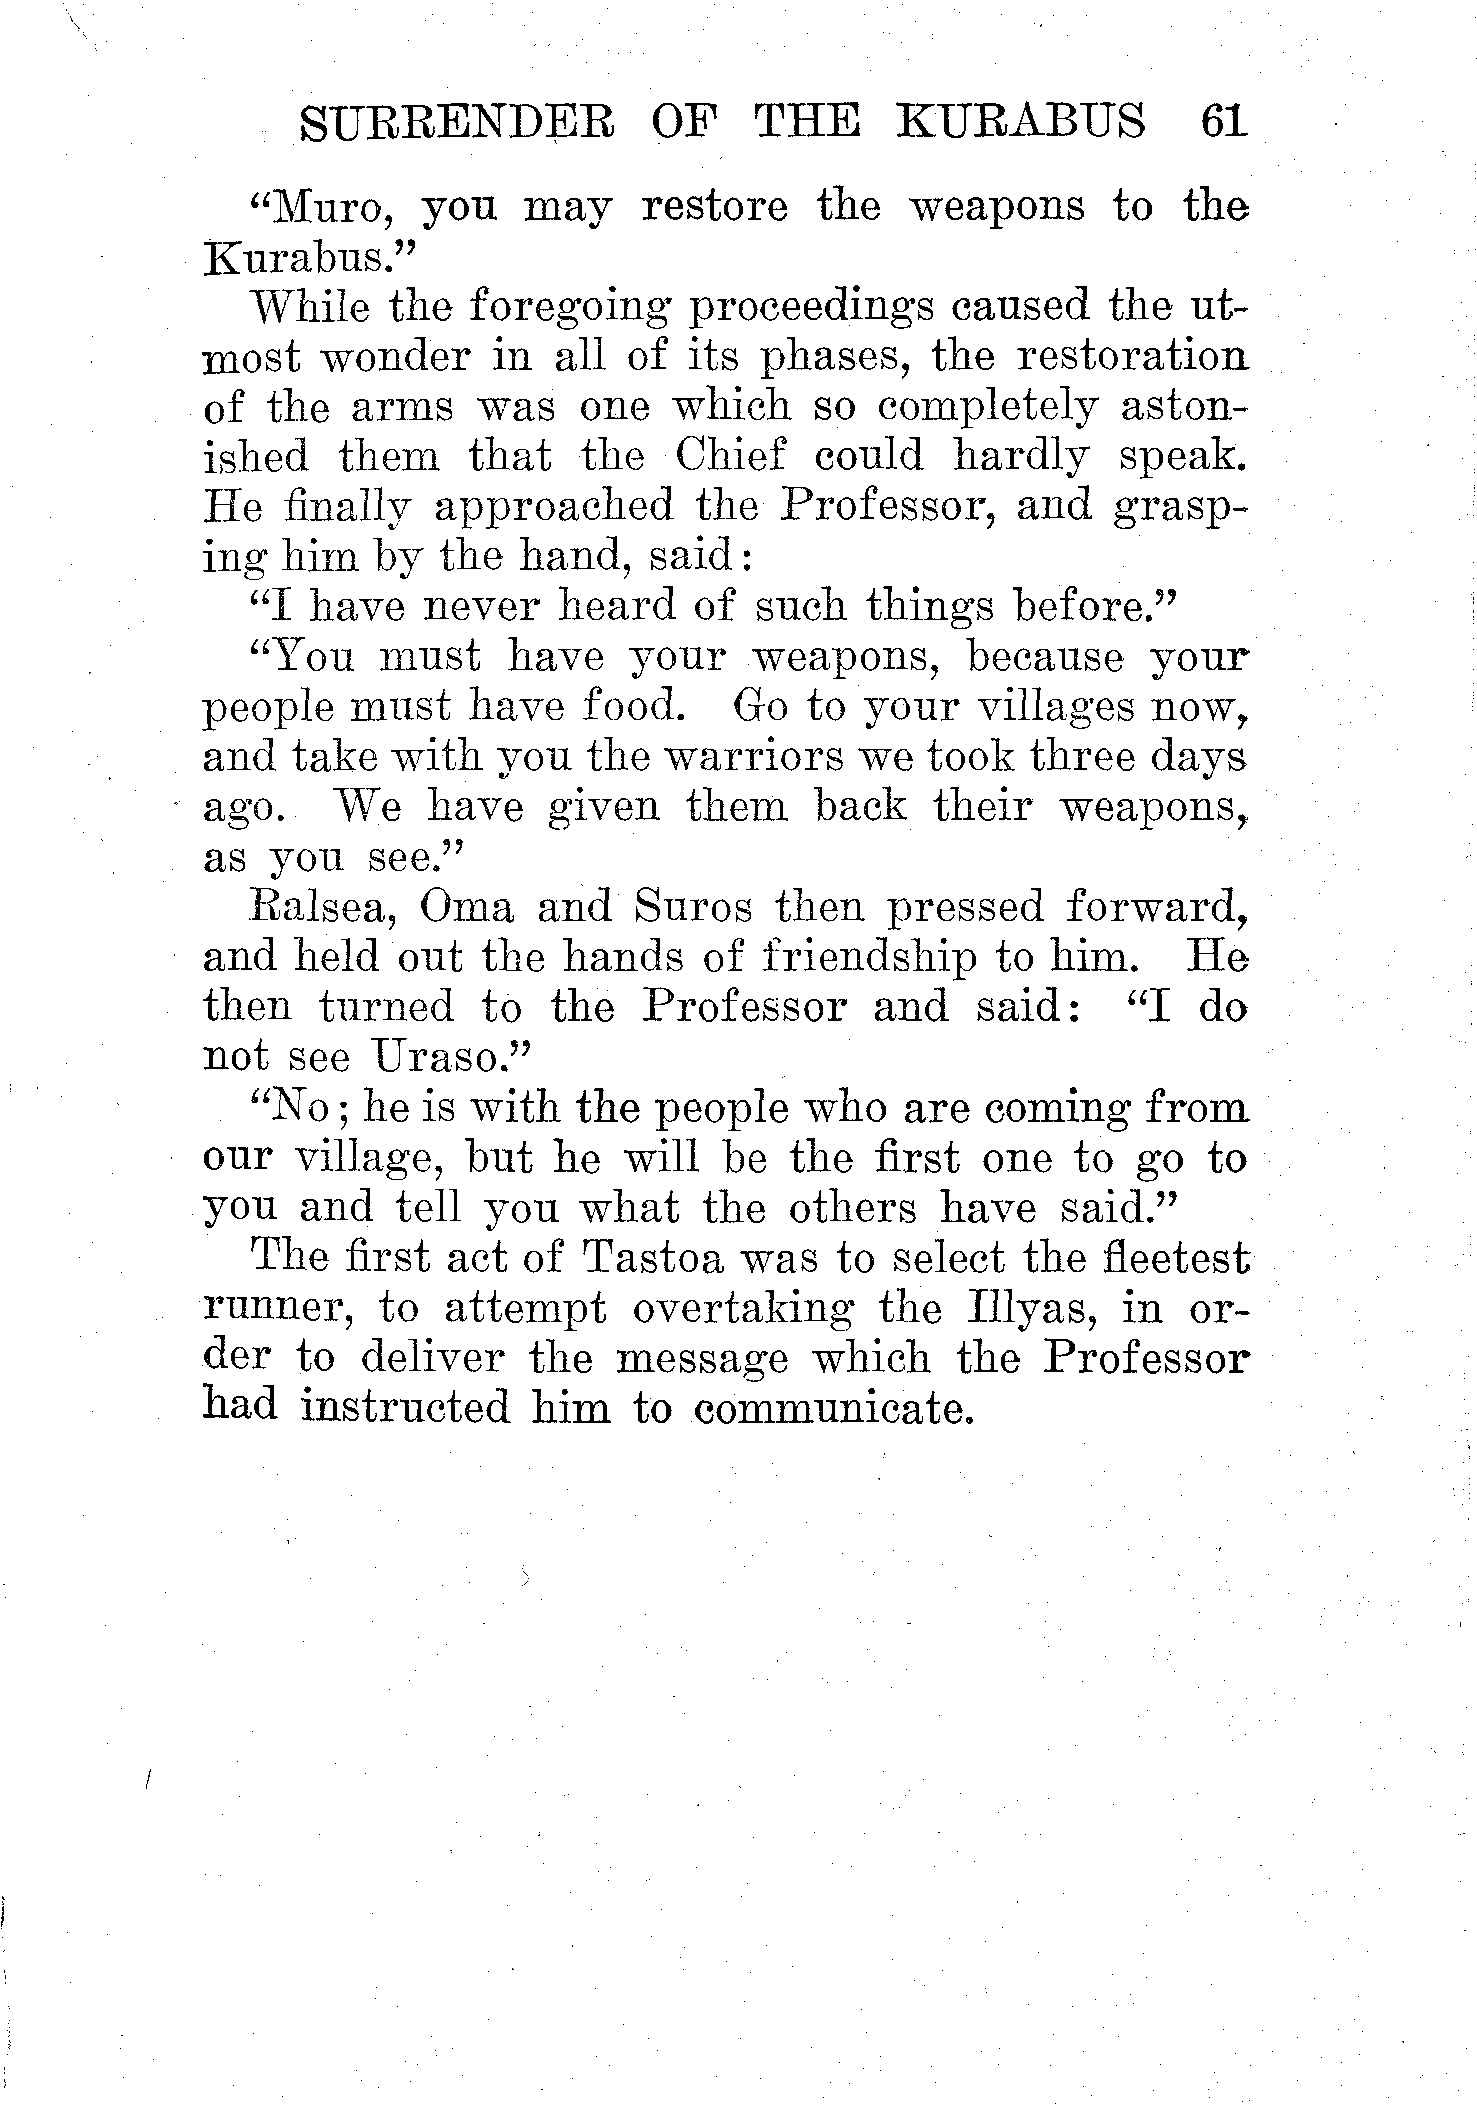 SURRENDER OF THE KURABUS 61
“Muro, you may restore the weapons to the
Kurabus.”
While the foregoing proceedings caused the ut-
most wonder in all of its phases, the restoration
of the arms was one which so completely aston-
ished them that the Chief could hardly speak.
He finally approached the Professor, and grasp-
ing him by the hand, said:
“I have never heard of such things before.”
“You must have your weapons, because your
people must have food. Go to your villages now,
and take with you the warriors we took three days
ago. We have given them back their weapons,
as you see.”
Ralsea, Oma and Suros then pressed forward,
and held out the hands of friendship to him. He
then turned to the Professor and said: “I do
not see Uraso.”
“No; he is with the people who are coming from
our village, but he will be the first one to go to
you and tell you what the others have said.”
The first act of Tastoa was to select the fleetest
runner, to attempt overtaking the Illyas, in or-
der to deliver the message which the Professor
had instructed him to communicate.